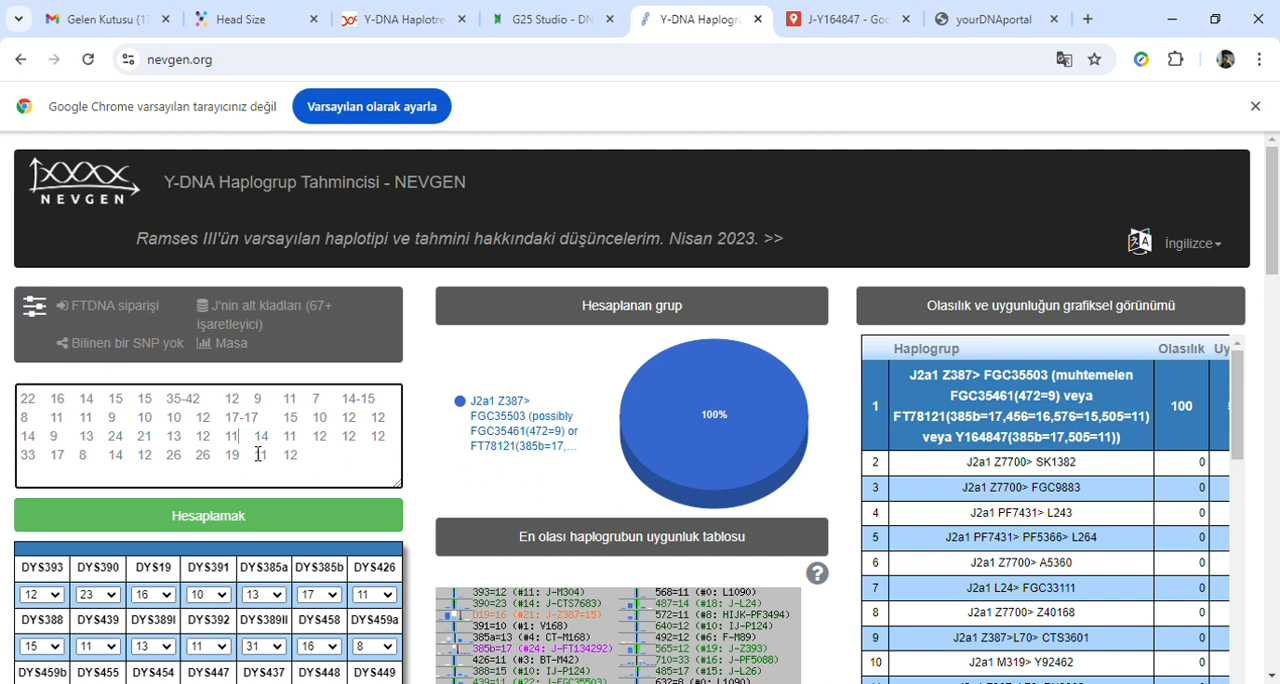 Gelen Kutusu (17
Head Size
Y-DNA Haplotre
G25 Studio - DN
Y-DNA Haplogru
J-Y164847 - Goo
yourDNAportal
nevgen.org
Google Chrome varsayılan tarayıcınız değil
Varsayılan olarak ayarla
NEVGEN
Y-DNA Haplogrup Tahmincisi - NEVGEN
Ramses III'ün varsayılan haplotipi ve tahmini hakkındaki düşüncelerim. Nisan 2023. >>
İngilizce
FTDNA siparişi
J'nin alt kladları (67+
işaretleyici)
Bilinen bir SNP yok
Masa
22 16 14 15 15 35-42 12 9 11 7 14-15
8 11 11 9 10 10 12 17-17 15 10 12 12
14 9 13 24 21 13 12 11 14 11 12 12 12
33 17 8 14 12 26 26 19 11 12
Hesaplamak
DYS393 DYS390 DYS19 DYS391 DYS385a DYS385b DYS426
12 23 16 10 13 17 11
DYS388 DYS439 DYS389I DYS392 DYS389II DYS458 DYS459a
15 11 13 11 31 16 8
DYS459b DYS455 DYS454 DYS447 DYS437 DYS448 DYS449
Hesaplanan grup
J2a1 Z387>
FGC35503 (possibly
FGC35461(472=9) or
FT78121(385b=17,...
100%
En olası haplogrubun uygunluk tablosu
?
393=12 (#11: J-M304) 568=11 (#0: L1090)
390=23 (#14: J-CTS7683) 487=14 (#18: J-L24)
D19=16 (#21: J-Z387=15) 572=11 (#8: HIJK-PF3494)
391=10 (#1: V168) 640=12 (#10: IJ-P124)
385a=13 (#4: CT-M168) 492=12 (#6: F-M89)
385b=17 (#24: J-FT134292) 565=12 (#19: J-Z393)
426=11 (#3: BT-M42) 710=33 (#16: J-PF5088)
388=15 (#10: IJ-P124) 485=17 (#15: J-L26)
439=11 (#22: J-FGC35503) 632=8 (#0: L1090)
Olasılık ve uygunluğun grafiksel görünümü
Haplogrup Olasılık Uy
1 J2a1 Z387> FGC35503 (muhtemelen
FGC35461(472=9) veya
FT78121(385b=17,456=16,576=15,505=11)
veya Y164847(385b=17,505=11)) 100
2 J2a1 Z7700> SK1382 0
3 J2a1 Z7700> FGC9883 0
4 J2a1 PF7431> L243 0
5 J2a1 PF7431> PF5366> L264 0
6 J2a1 Z7700> A5360 0
7 J2a1 L24> FGC33111 0
8 J2a1 Z7700> Z40168 0
9 J2a1 Z387>L70> CTS3601 0
10 J2a1 M319> Y92462 0